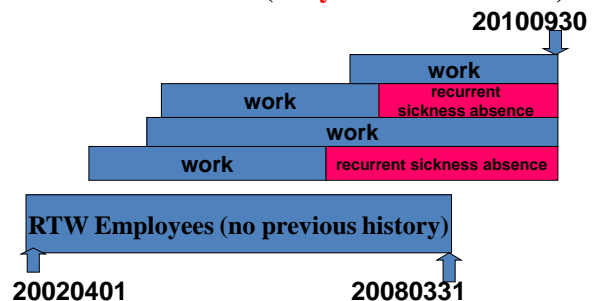 20100930
work
work
recurrent
sickness absence
work
work
recurrent sickness absence
RTW Employees (no previous history)
20020401
20080331